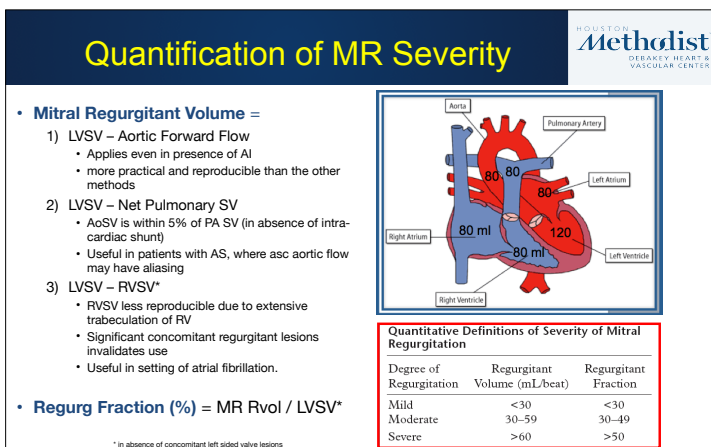 Quantification of MR Severity
HOUSTON
Methodist
DEBAKEY HEART &
VASCULAR CENTER
• Mitral Regurgitant Volume =
1) LVSV – Aortic Forward Flow
• Applies even in presence of AI
• more practical and reproducible than the other
methods
2) LVSV – Net Pulmonary SV
• AoSV is within 5% of PA SV (in absence of intra-
cardiac shunt)
• Useful in patients with AS, where asc aortic flow
may have aliasing
3) LVSV – RVSV*
• RVSV less reproducible due to extensive
trabeculation of RV
• Significant concomitant regurgitant lesions
invalidates use
• Useful in setting of atrial fibrillation.
• Regurg Fraction (%) = MR Rvol / LVSV*
* in absence of concomitant left sided valve lesions
Aorta
Pulmonary Artery
80
80
80
Left Atrium
Right Atrium
80 ml
120
80 ml
Left Ventricle
Right Ventricle
Quantitative Definitions of Severity of Mitral
Regurgitation
Degree of Regurgitant Regurgitant
Regurgitation Volume (mL/beat) Fraction
Mild <30 <30
Moderate 30–59 30–49
Severe >60 >50